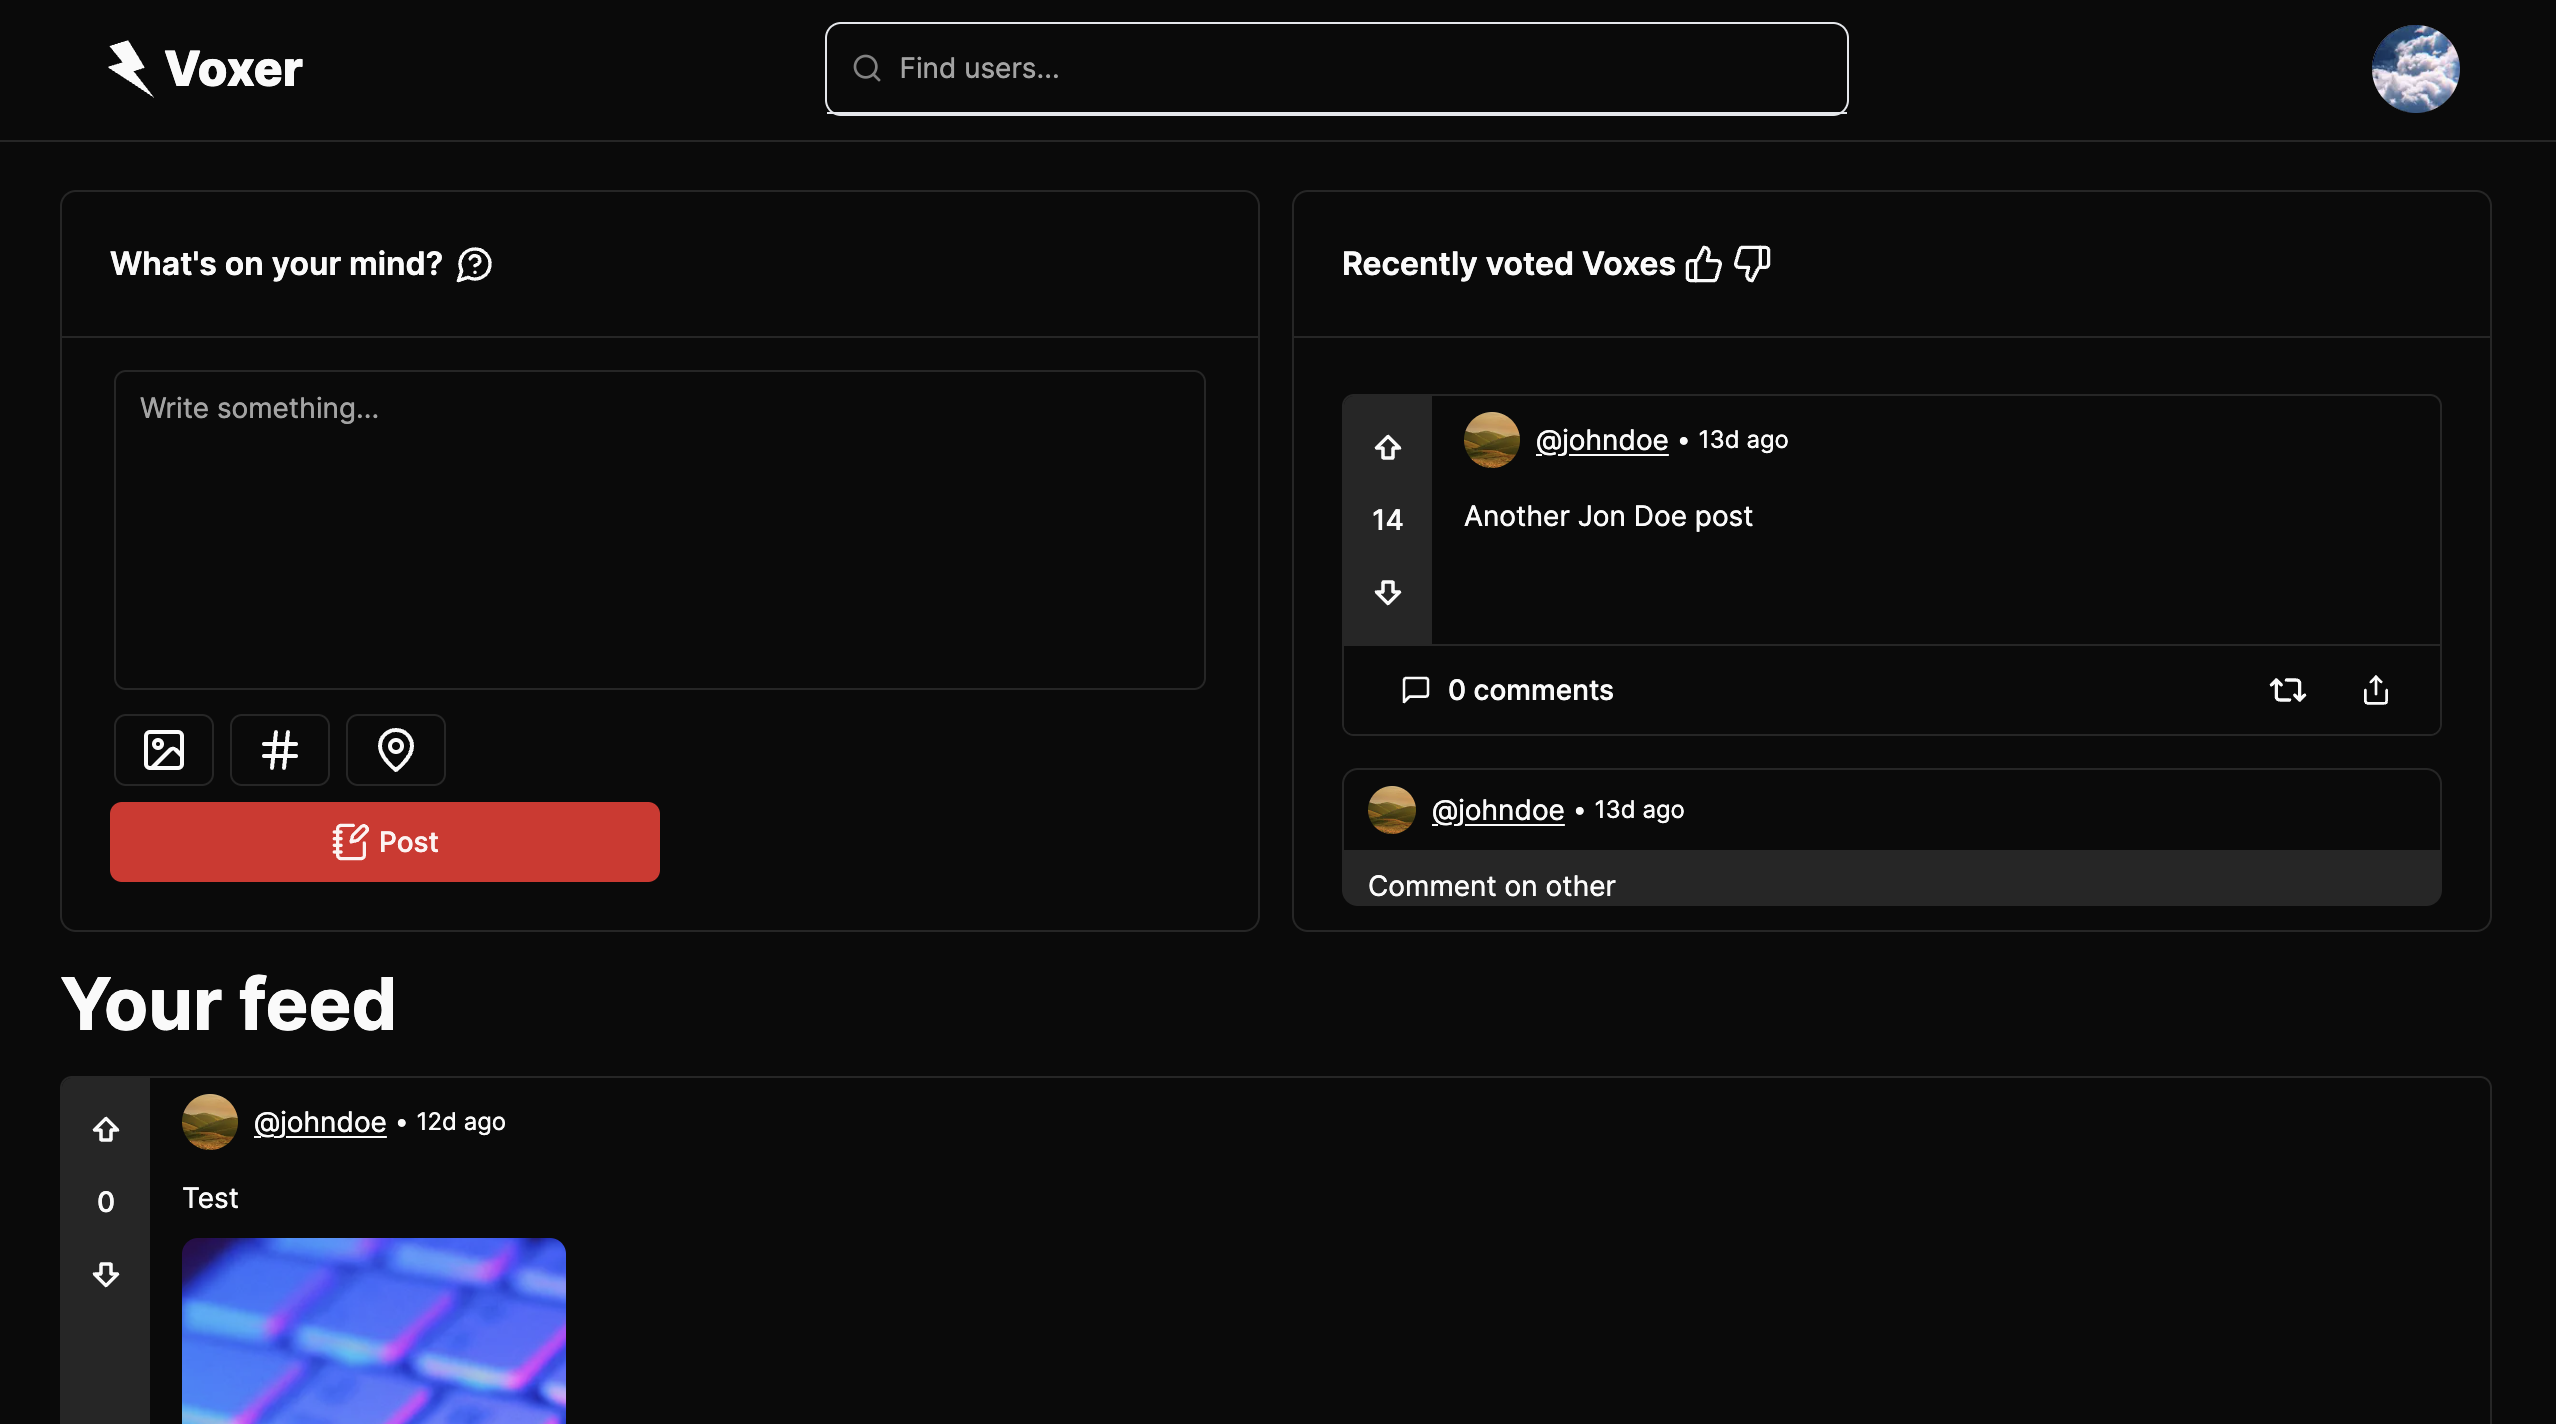 Voxer
Find users...
What's on your mind?
Write something...
Post
Recently voted Voxes
@johndoe • 13d ago
14
Another Jon Doe post
0 comments
@johndoe • 13d ago
Comment on other
Your feed
@johndoe • 12d ago
0
Test